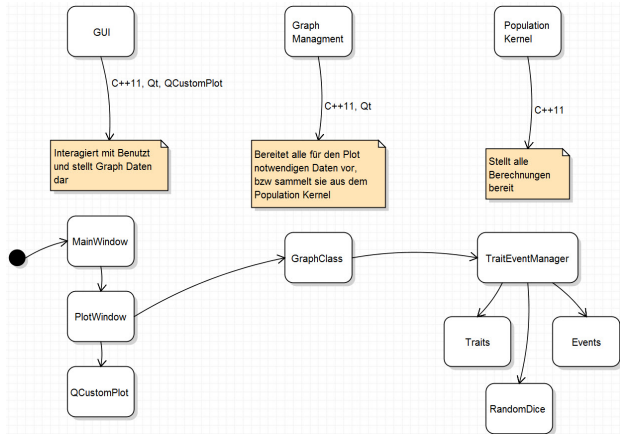 GUI
Graph
Managment
Population
Kernel
C++11, Qt, QCustomPlot
C++11, Qt
C++11
Interagiert mit Benutzt
und stellt Graph Daten
dar
Bereitet alle für den Plot
notwendigen Daten vor,
bzw sammelt sie aus dem
Population Kernel
Stellt alle
Berechnungen
bereit
MainWindow
GraphClass
TraitEventManager
PlotWindow
Traits
Events
QCustomPlot
RandomDice